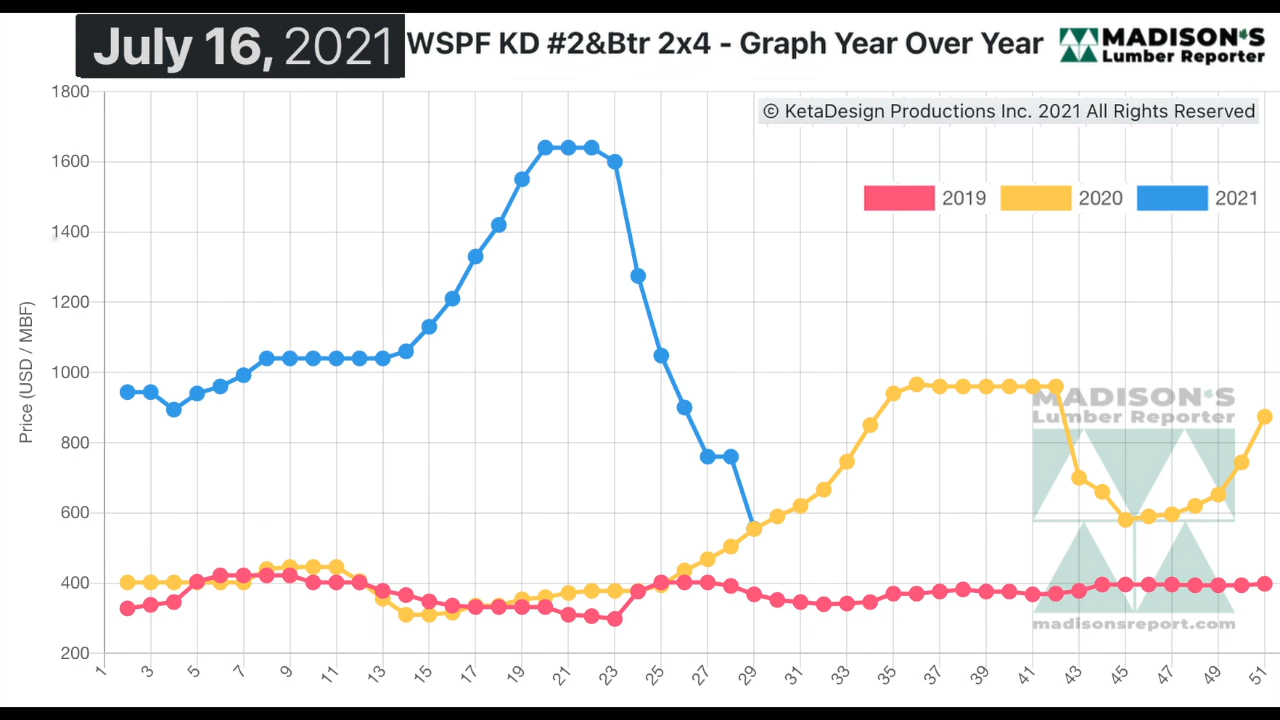 July 16, 2021 WSPF KD #2&Btr 2x4 - Graph Year Over Year
MADISON'S
Lumber Reporter
© KetaDesign Productions Inc. 2021 All Rights Reserved
2019 2020 2021
Price (USD / MBF)
1800
1600
1400
1200
1000
800
600
400
200
MADISON'S
Lumber Reporter
madisonsreport.com
1 3 5 7 9 11 13 15 17 19 21 23 25 27 29 31 33 35 37 39 41 43 45 47 49 51